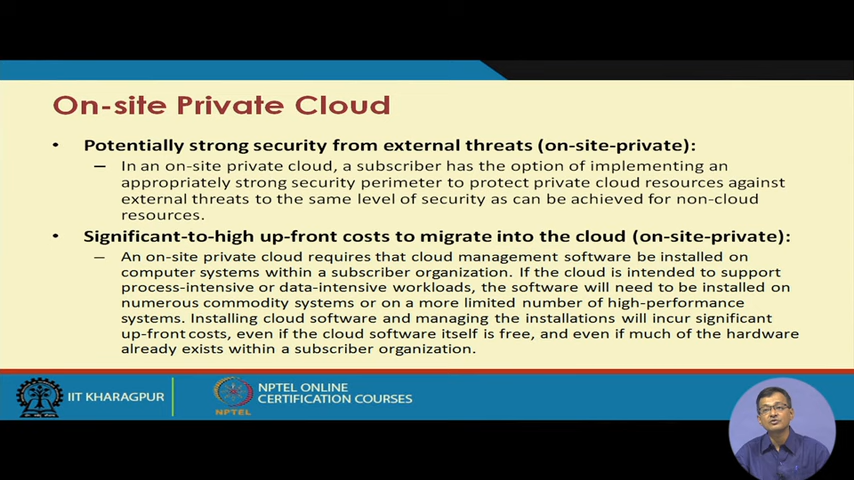 On-site Private Cloud
• Potentially strong security from external threats (on-site-private):
– In an on-site private cloud, a subscriber has the option of implementing an
appropriately strong security perimeter to protect private cloud resources against
external threats to the same level of security as can be achieved for non-cloud
resources.
• Significant-to-high up-front costs to migrate into the cloud (on-site-private):
– An on-site private cloud requires that cloud management software be installed on
computer systems within a subscriber organization. If the cloud is intended to support
process-intensive or data-intensive workloads, the software will need to be installed on
numerous commodity systems or on a more limited number of high-performance
systems. Installing cloud software and managing the installations will incur significant
up-front costs, even if the cloud software itself is free, and even if much of the hardware
already exists within a subscriber organization.
IIT KHARAGPUR
NPTEL
NPTEL ONLINE
CERTIFICATION COURSES